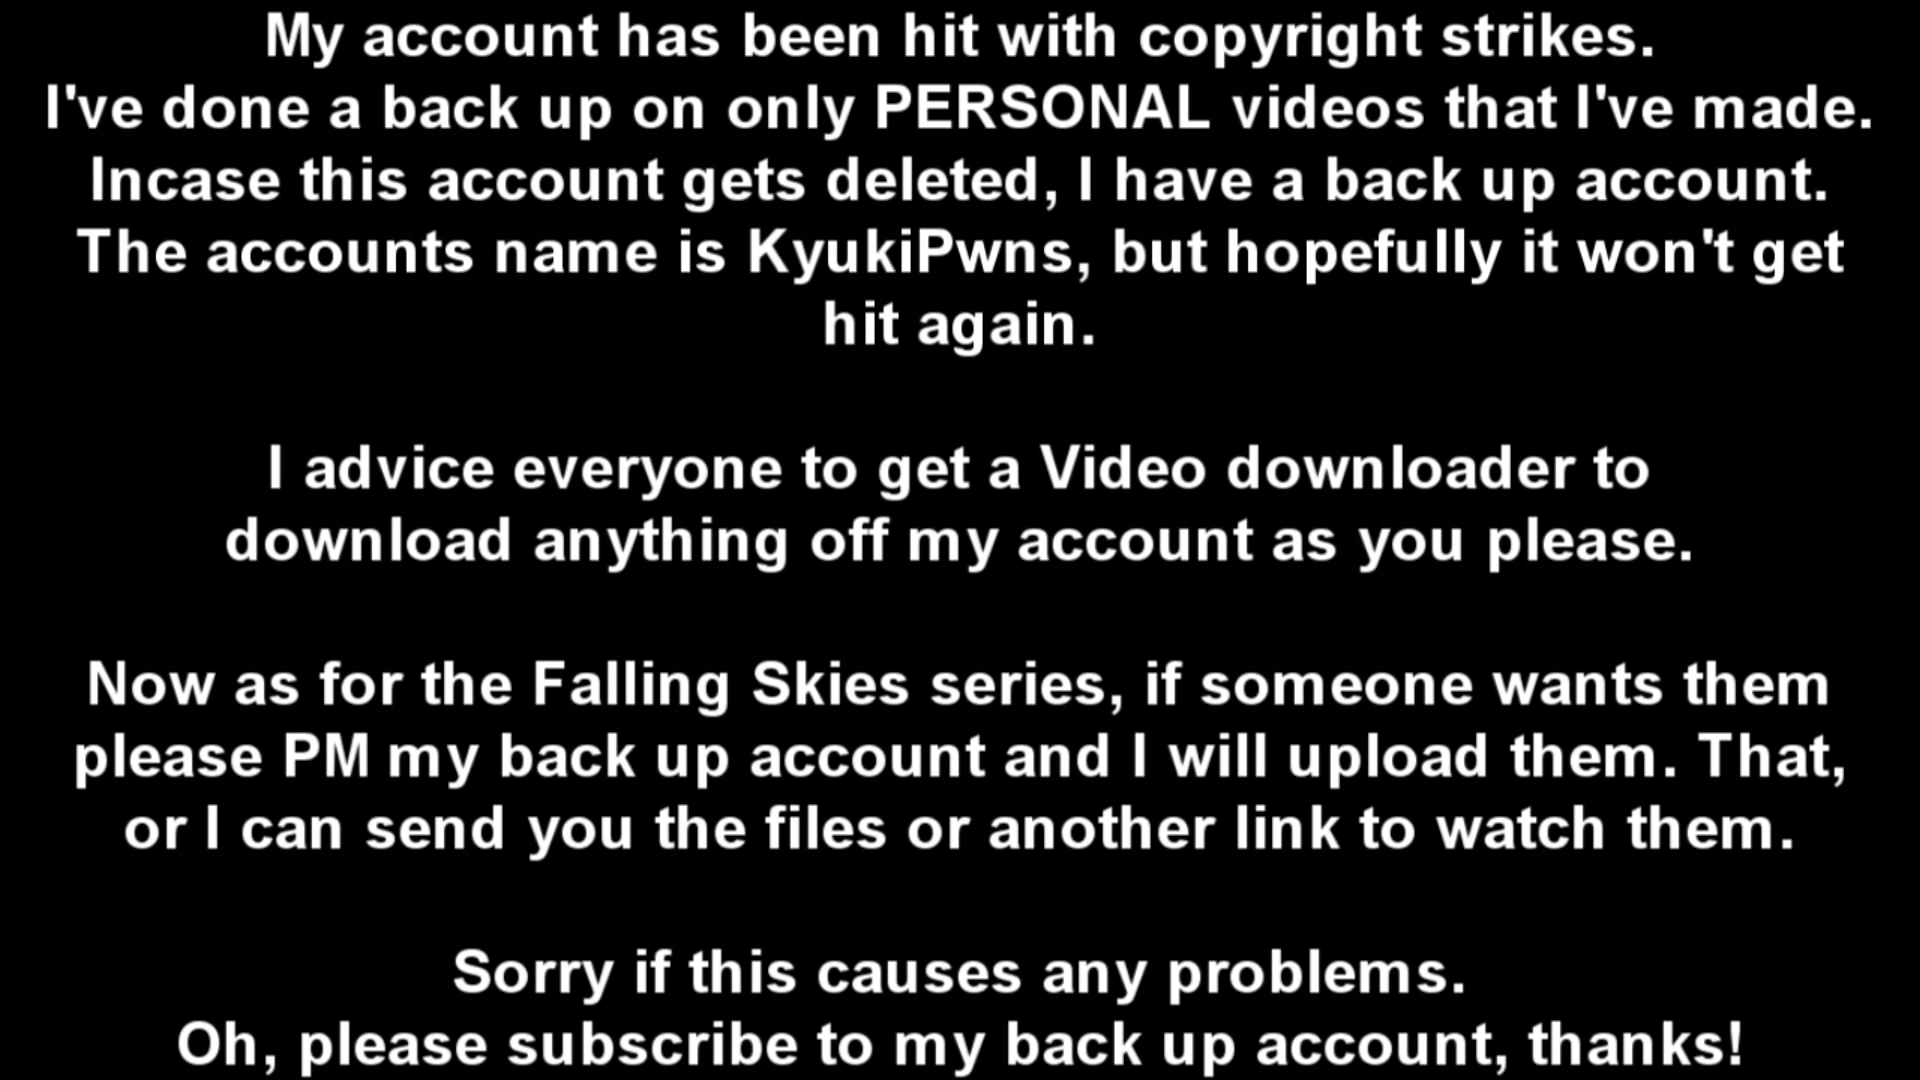 My account has been hit with copyright strikes.
I've done a back up on only PERSONAL videos that I've made.
Incase this account gets deleted, I have a back up account.
The accounts name is KyukiPwns, but hopefully it won't get
hit again.
I advice everyone to get a Video downloader to
download anything off my account as you please.
Now as for the Falling Skies series, if someone wants them
please PM my back up account and I will upload them. That,
or I can send you the files or another link to watch them.
Sorry if this causes any problems.
Oh, please subscribe to my back up account, thanks!